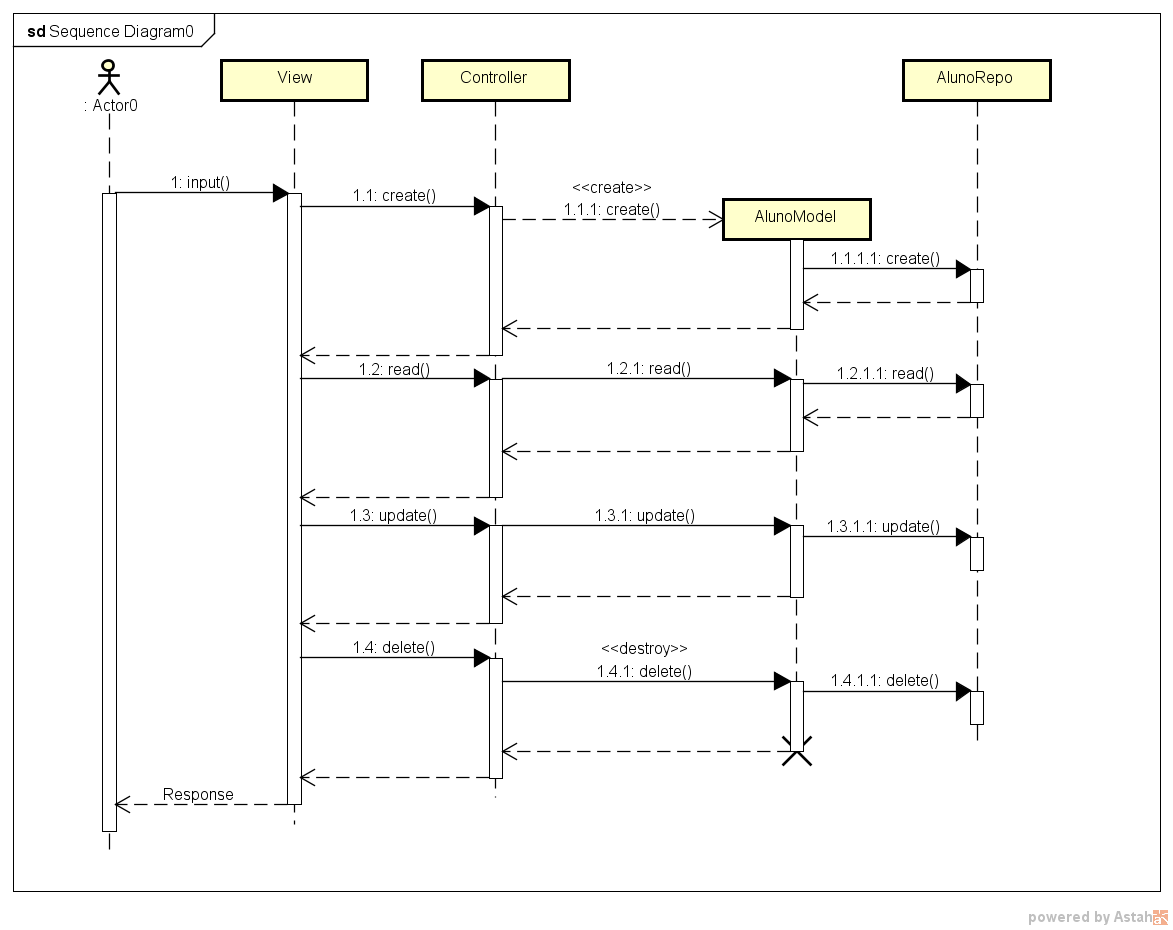 sd Sequence Diagram0
: Actor0
View
Controller
AlunoRepo
1: input()
1.1: create()
<<create>>
1.1.1: create()
AlunoModel
1.1.1.1: create()
1.2: read()
1.2.1: read()
1.2.1.1: read()
1.3: update()
1.3.1: update()
1.3.1.1: update()
1.4: delete()
<<destroy>>
1.4.1: delete()
1.4.1.1: delete()
Response
powered by Astah